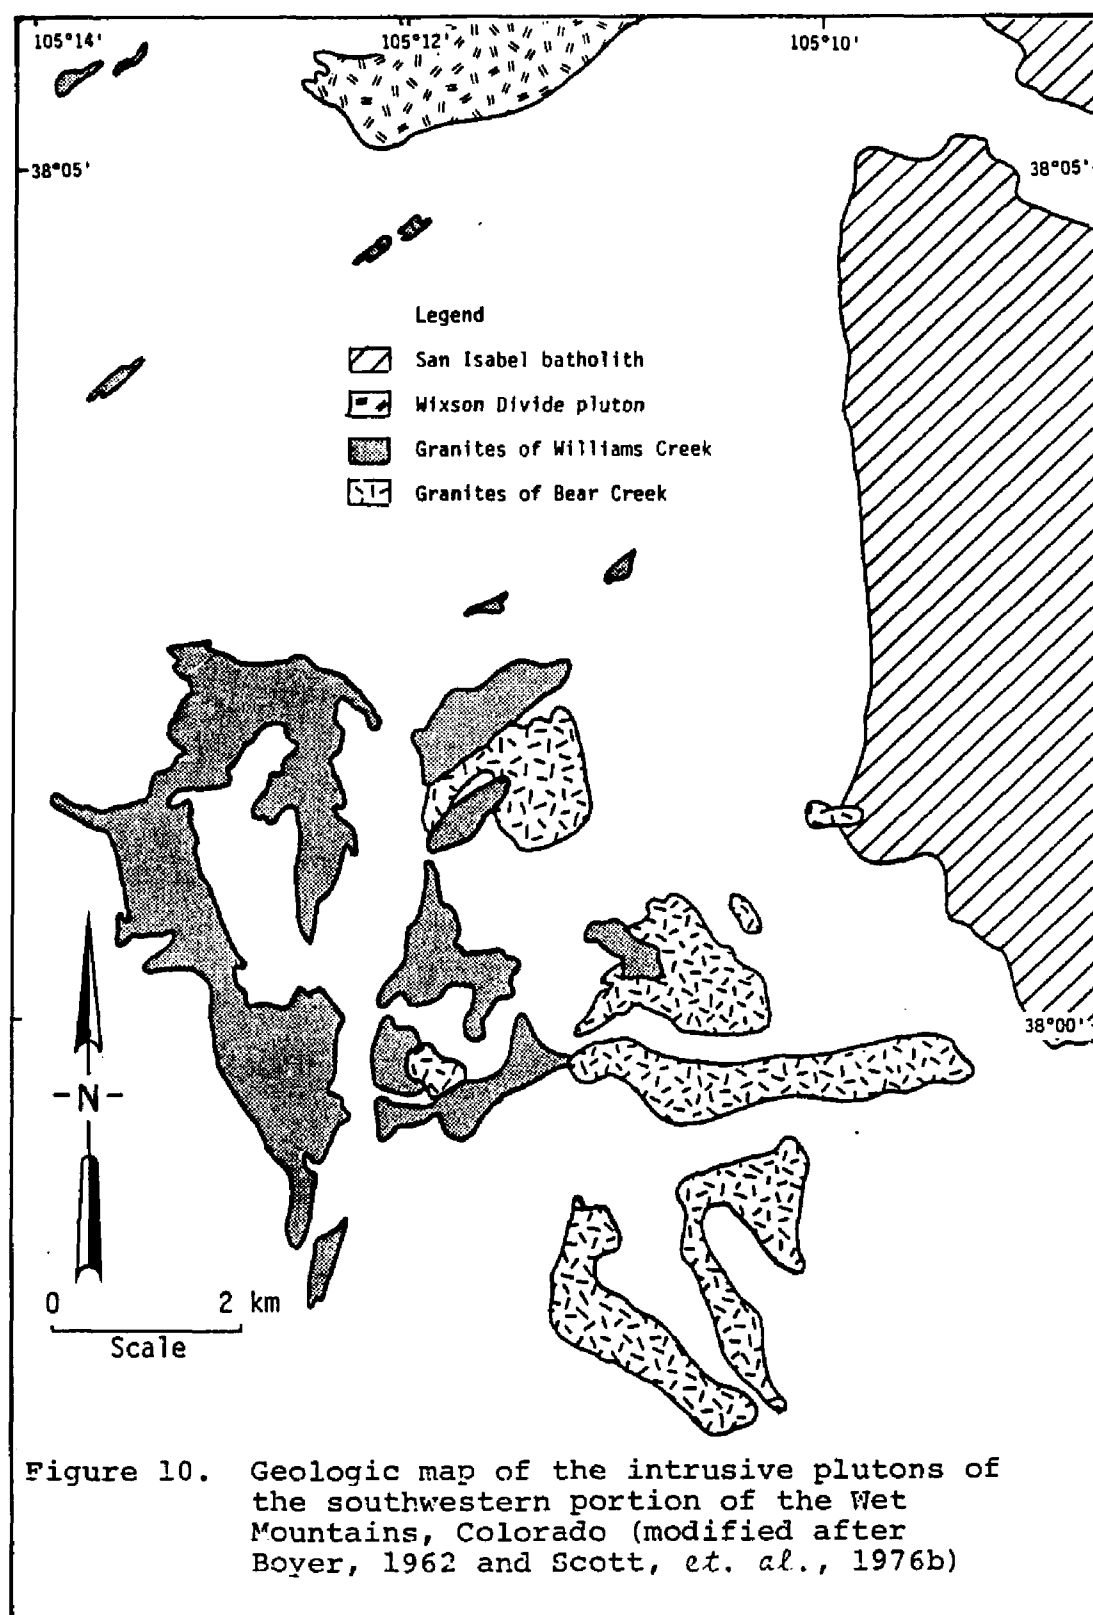 105°14'
105°12'
105°10'
38°05'
38°05'
Legend
San Isabel batholith
Wixson Divide pluton
Granites of Williams Creek
Granites of Bear Creek
38°00'
-N-
0 2 km
Scale
Figure 10. Geologic map of the intrusive plutons of
the southwestern portion of the Wet
Mountains, Colorado (modified after
Boyer, 1962 and Scott, et. al., 1976b)